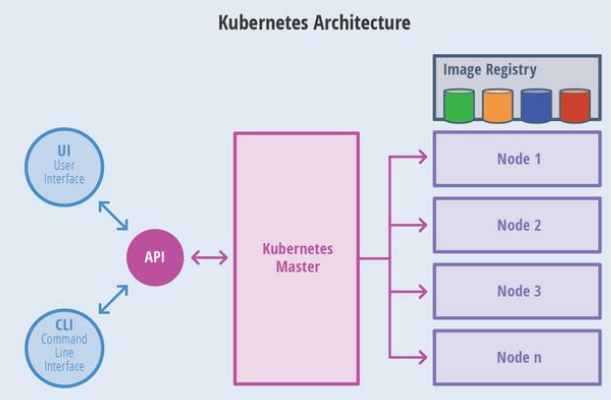 Kubernetes Architecture
Image Registry
UI
User
Interface
API
CLI
Command
Line
Interface
Kubernetes
Master
Node 1
Node 2
Node 3
Node n